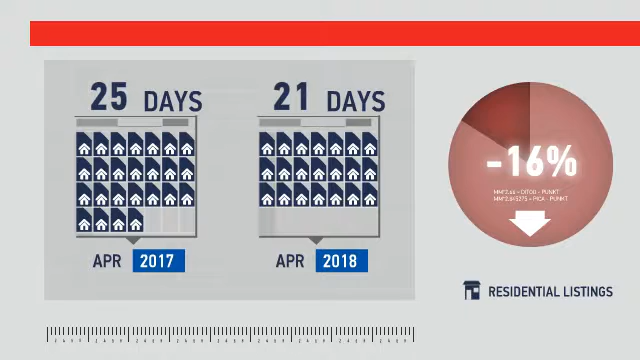 25 DAYS
21 DAYS
APR 2017
APR 2018
-16%
RESIDENTIAL LISTINGS